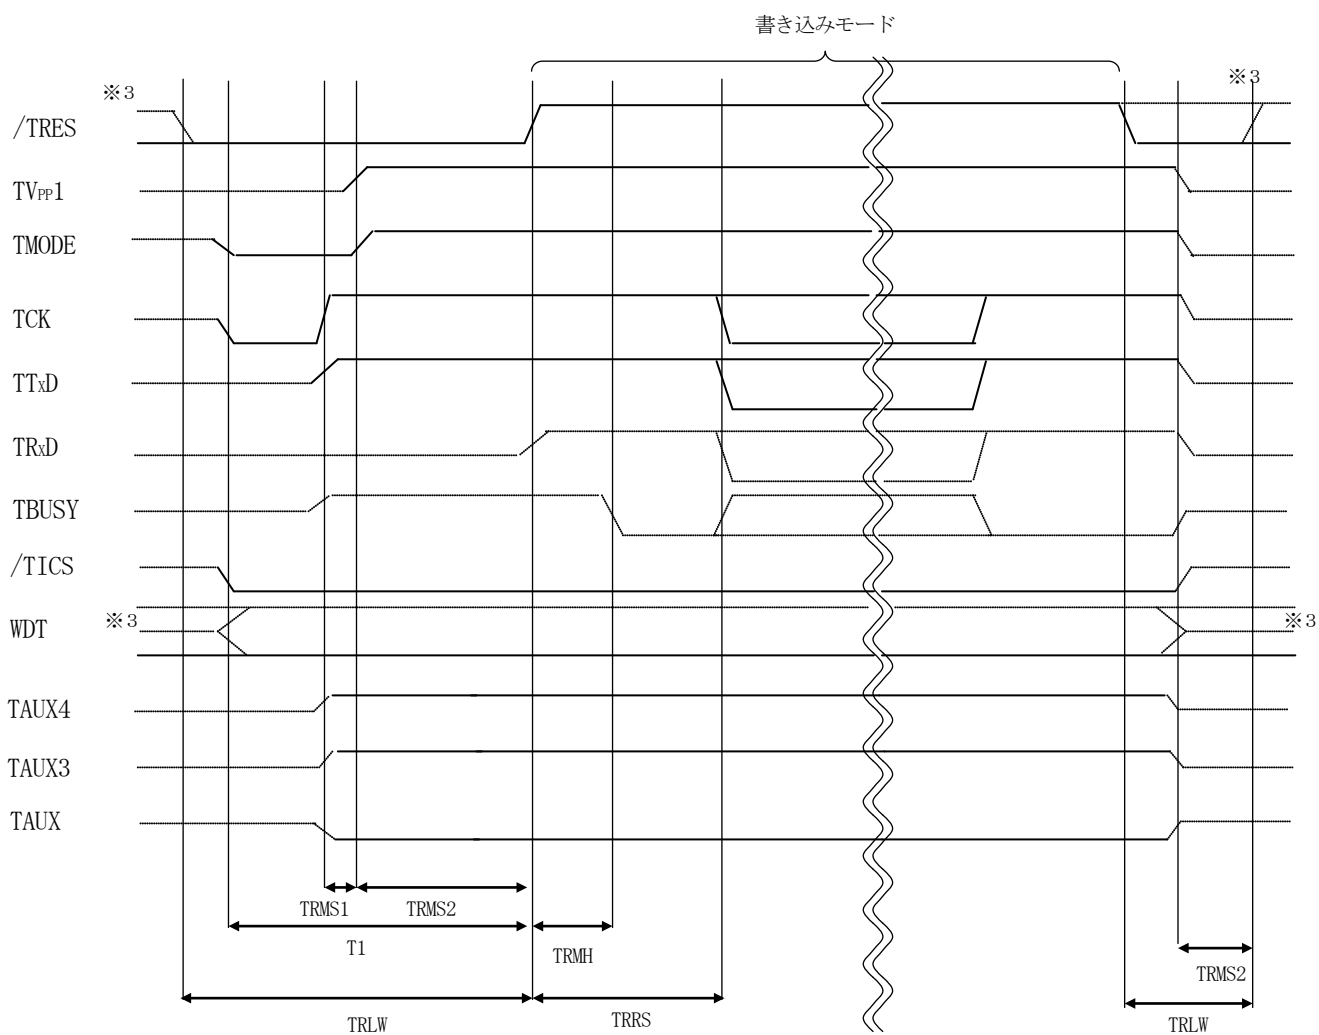 書き込みモード
※3
※3
/TRES
TVPP1
TMODE
TCK
TTxD
TRxD
TBUSY
/TICS
※3
WDT
※3
TAUX4
TAUX3
TAUX
TRMS1
TRMS2
T1
TRMH
TRMS2
TRLW
TRRS
TRLW